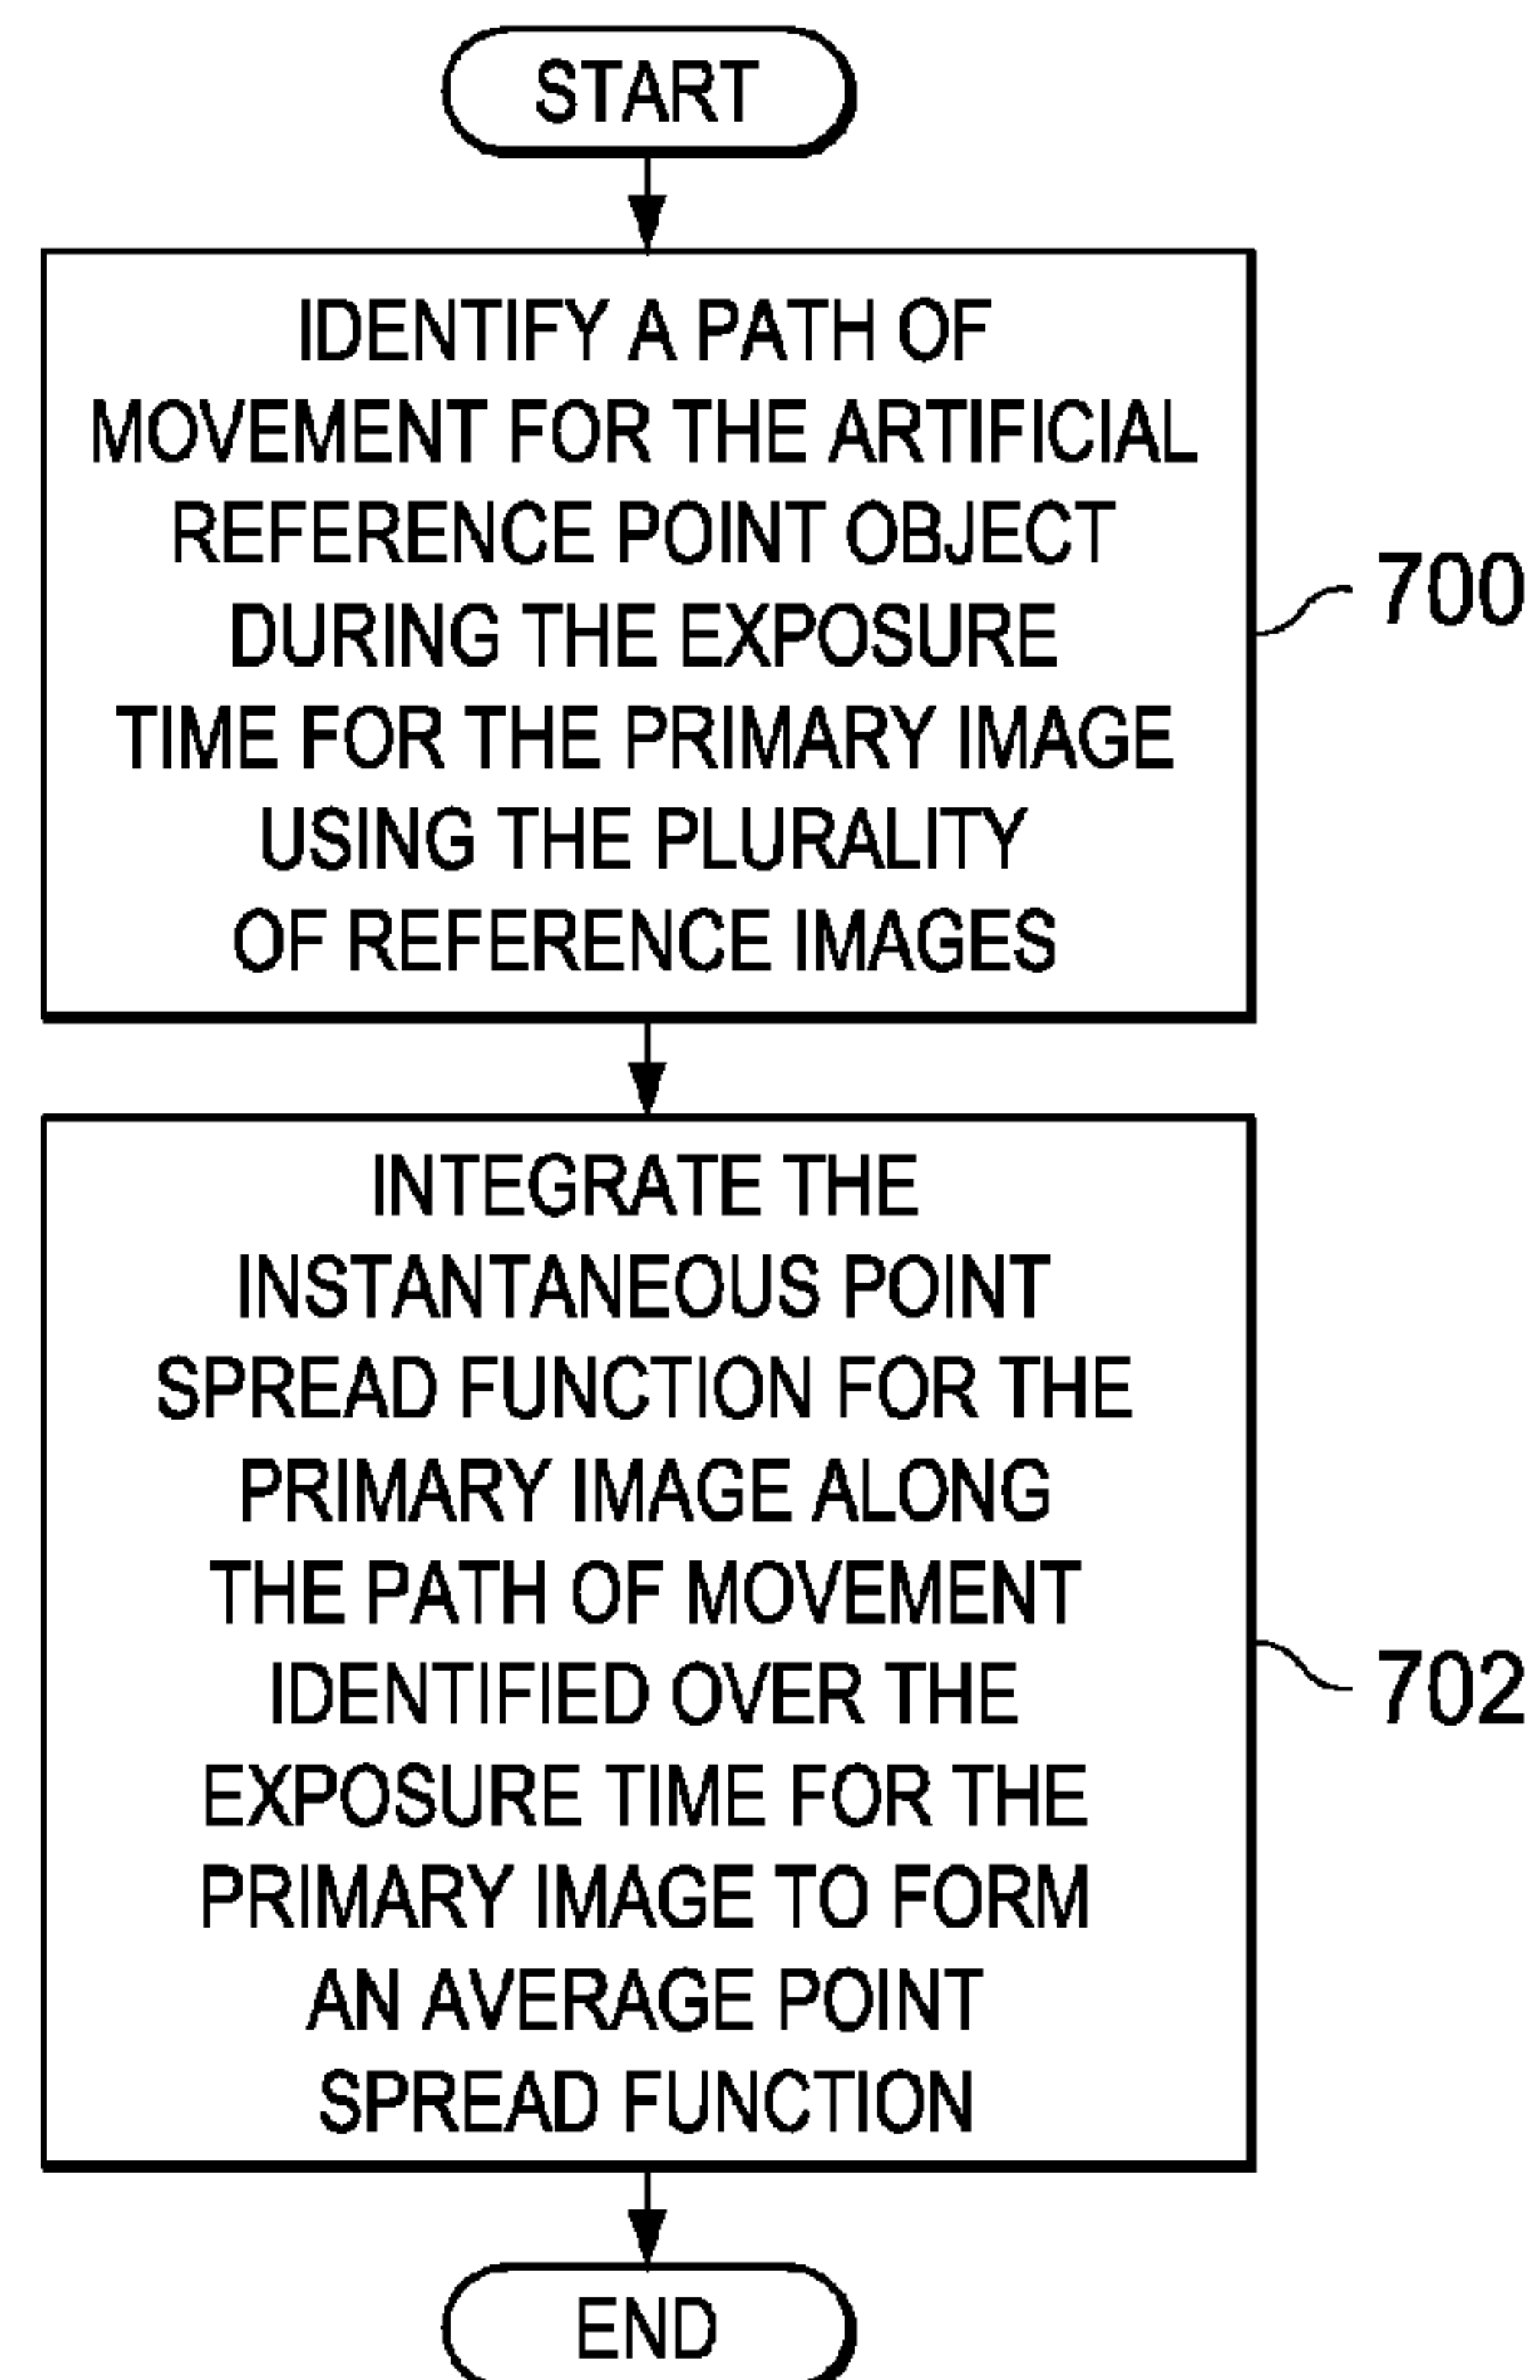 START
IDENTIFY A PATH OF
MOVEMENT FOR THE ARTIFICIAL
REFERENCE POINT OBJECT
DURING THE EXPOSURE
TIME FOR THE PRIMARY IMAGE
USING THE PLURALITY
OF REFERENCE IMAGES
700
INTEGRATE THE
INSTANTANEOUS POINT
SPREAD FUNCTION FOR THE
PRIMARY IMAGE ALONG
THE PATH OF MOVEMENT
IDENTIFIED OVER THE
EXPOSURE TIME FOR THE
PRIMARY IMAGE TO FORM
AN AVERAGE POINT
SPREAD FUNCTION
702
END